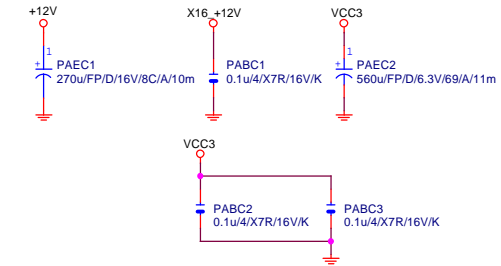 +12V
X16_+12V
VCC3
1
+
PAEC1
270u/FP/D/16V/8C/A/10m
PABC1
0.1u/4/X7R/16V/K
1
+
PAEC2
560u/FP/D/6.3V/69/A/11m
VCC3
PABC2
0.1u/4/X7R/16V/K
PABC3
0.1u/4/X7R/16V/K